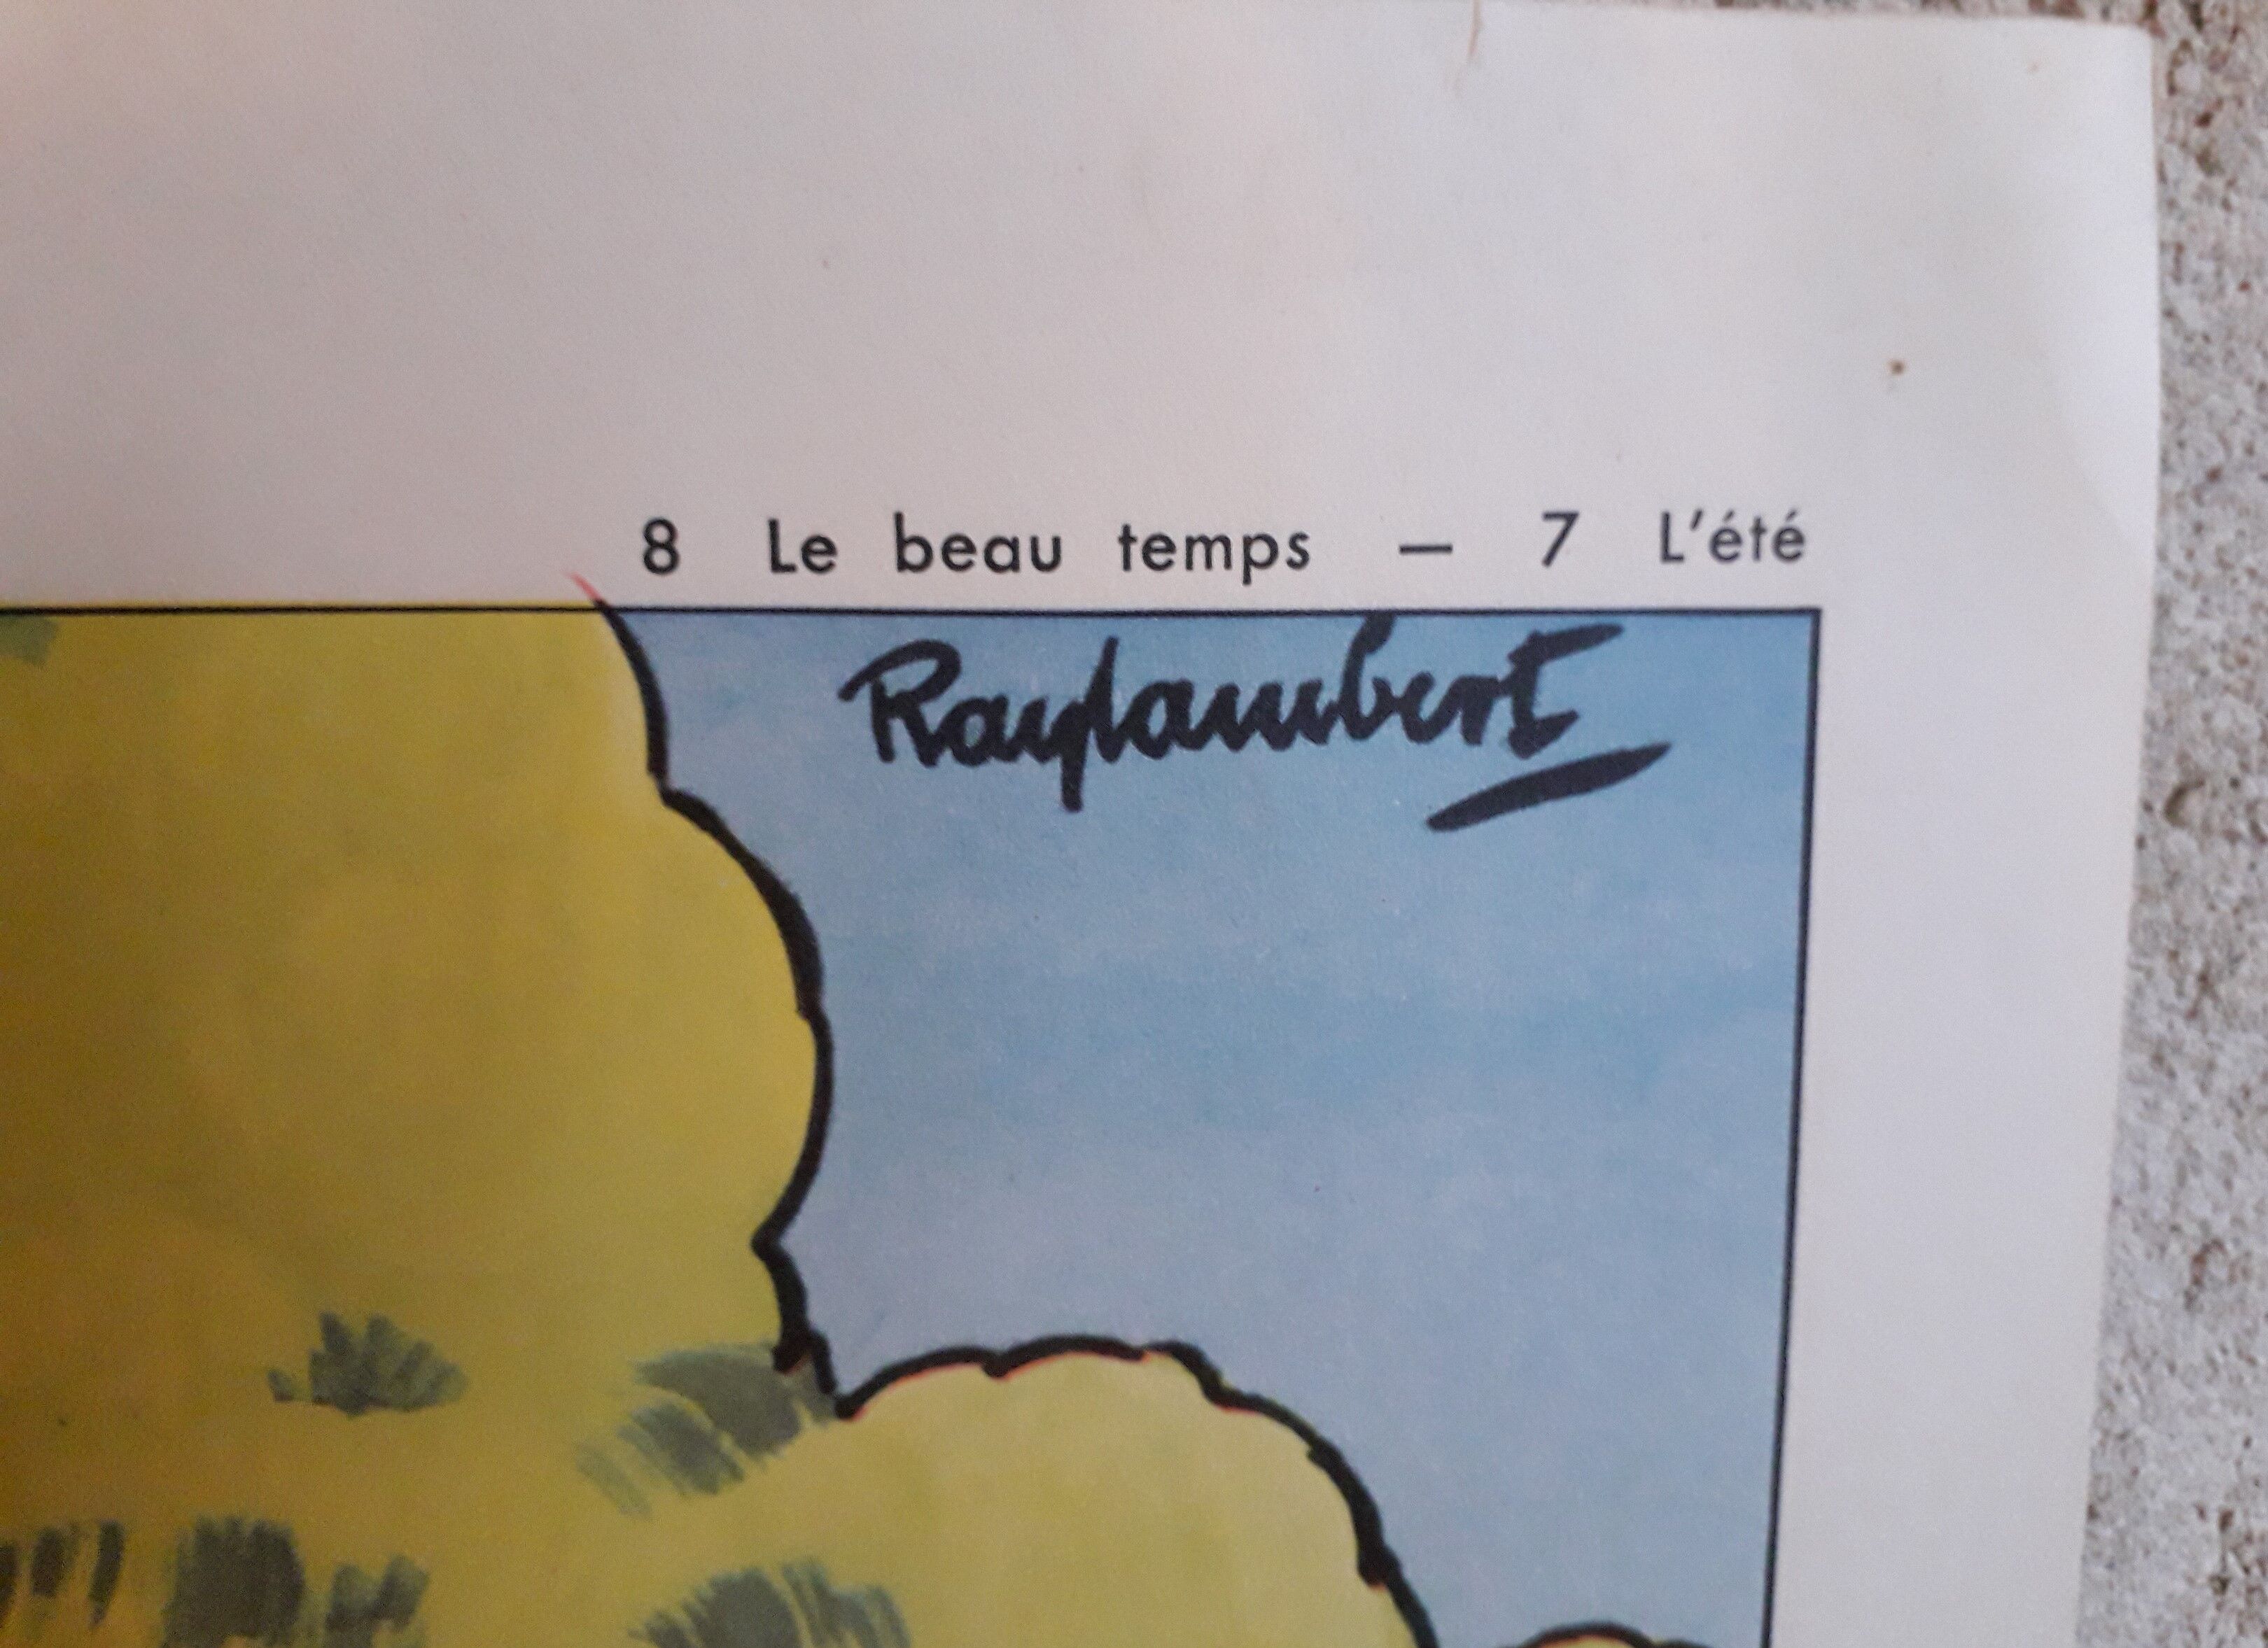 8 Le beau temps — 7 L'été
Raylambert